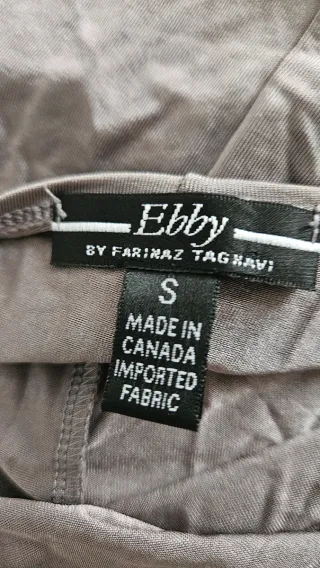 Ebby
BY FARINAZ TAGHAVI
S
MADE IN
CANADA
IMPORTED
FABRIC